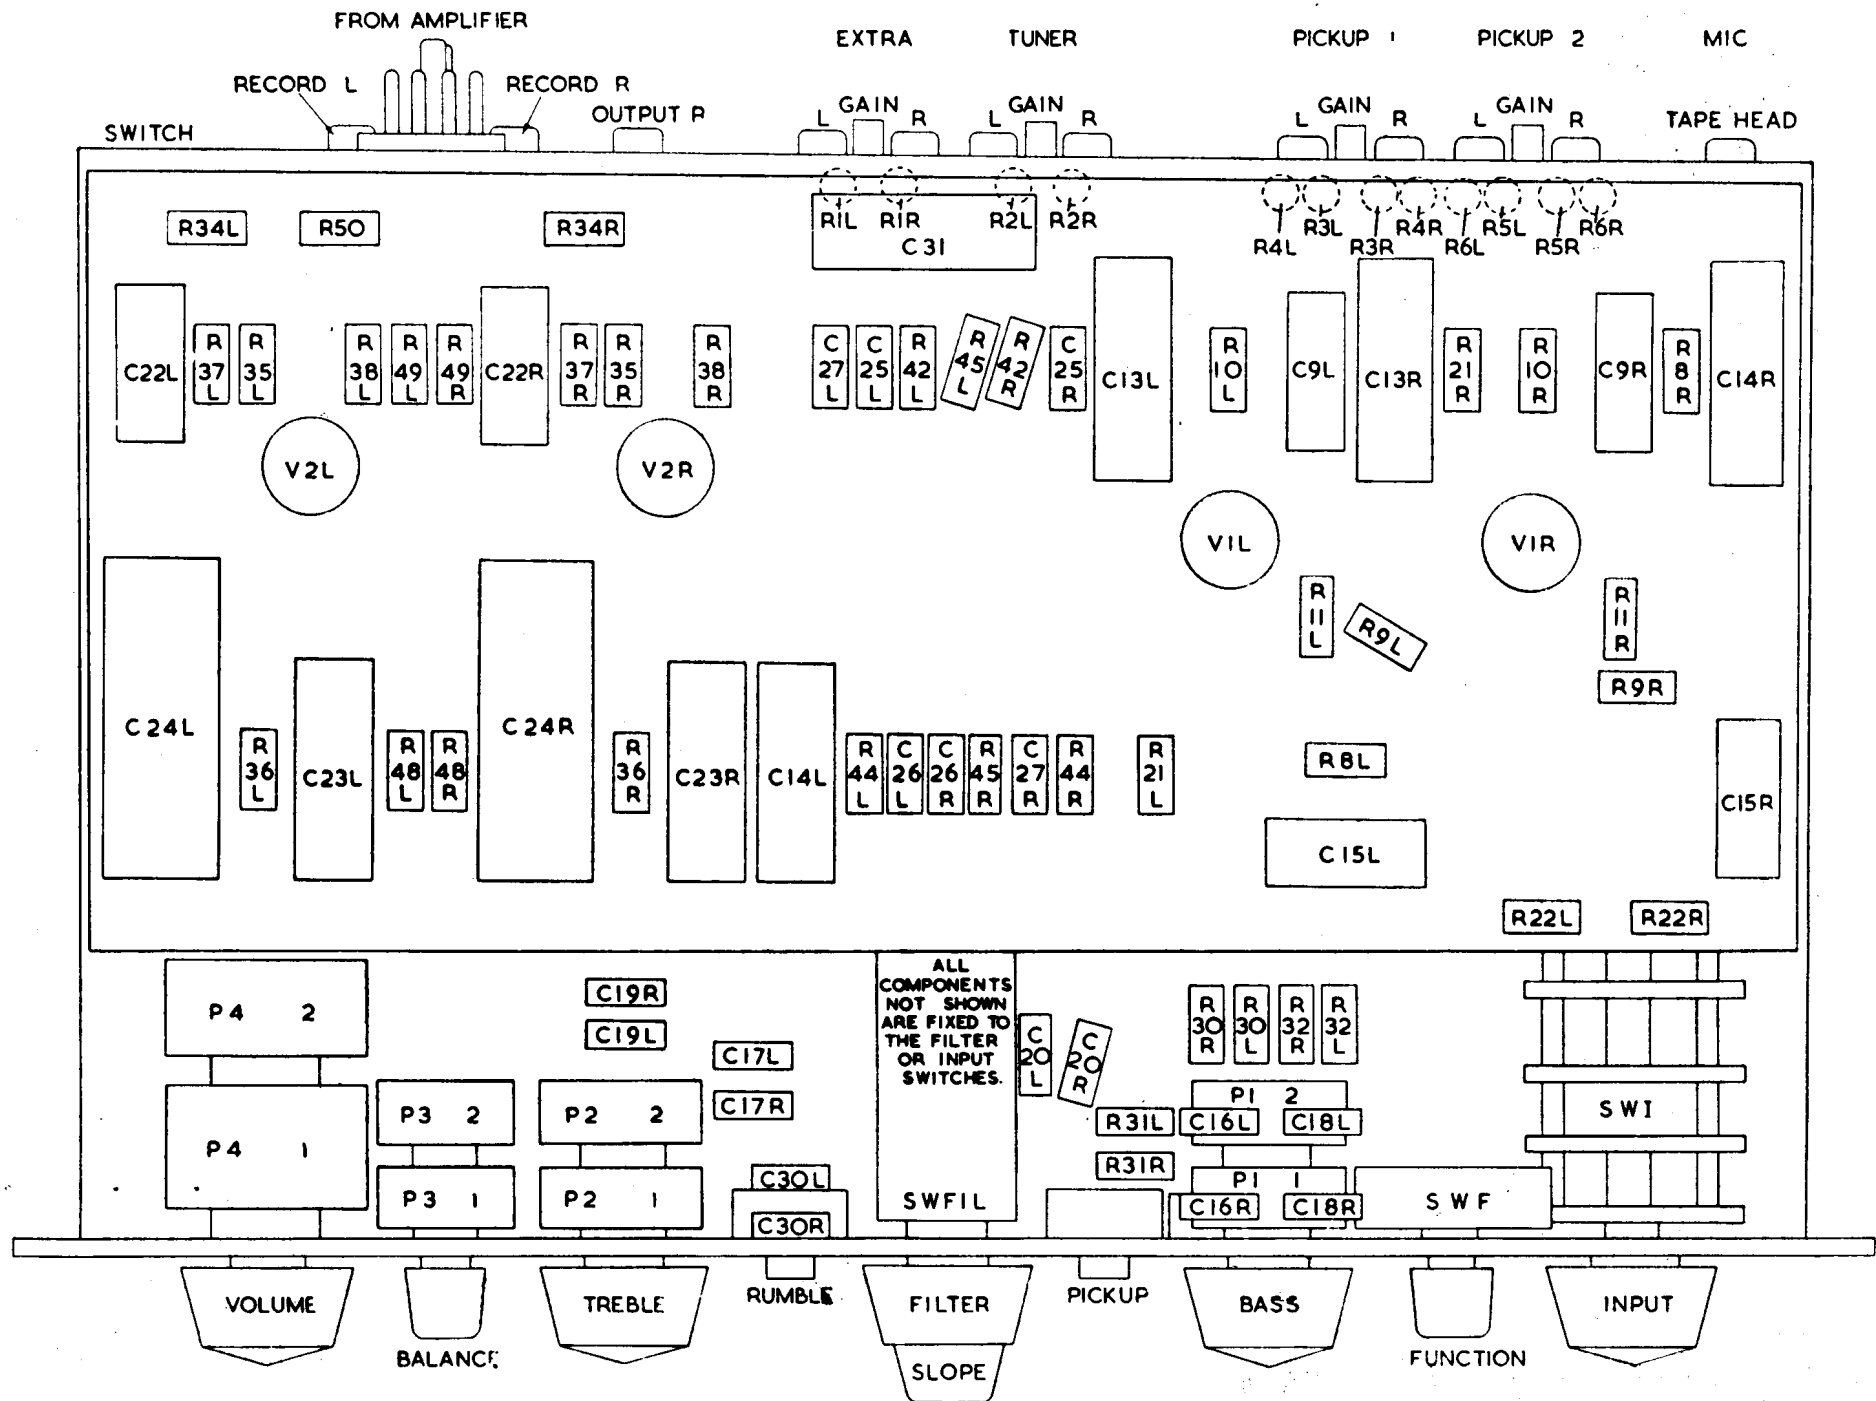 FROM AMPLIFIER
EXTRA TUNER PICKUP 1 PICKUP 2 MIC
RECORD L RECORD R
OUTPUT R
L GAIN R L GAIN R L GAIN R L GAIN R
SWITCH TAPE HEAD
R1L R1R R2L R2R
R4L R3L R3R R4R R6L R5L R5R R6R
R34L R50 R34R C31
C22L R37L R35L R38L R49L R49R C22R R37R R35R R38R C27L C25L R42L R45L R42R C25R C13L R10L C9L C13R R21R R10R C9R R8R C14R
V2L V2R
V1L V1R
R11L R9L R11R
R9R
C24L R36L C23L R48L R48R C24R R36R C23R C14L R44L C26L C26R R45R C27R R44R R21L R8L C15R
C15L
R22L R22R
P4 2
C19R
C19L
C17L
C17R
ALL
COMPONENTS
NOT SHOWN
ARE FIXED TO
THE FILTER
OR INPUT
SWITCHES.
C20L C20R
R30R R30L R32R R32L
P1 2
R31L C16L C18L
SWI
P4 1
P3 2
P2 2
R31R
P1 1
C16R C18R
P3 1
P2 1
C30L
C30R
SWFIL
SWF
VOLUME TREBLE RUMBLE FILTER PICKUP BASS INPUT
BALANCE SLOPE FUNCTION